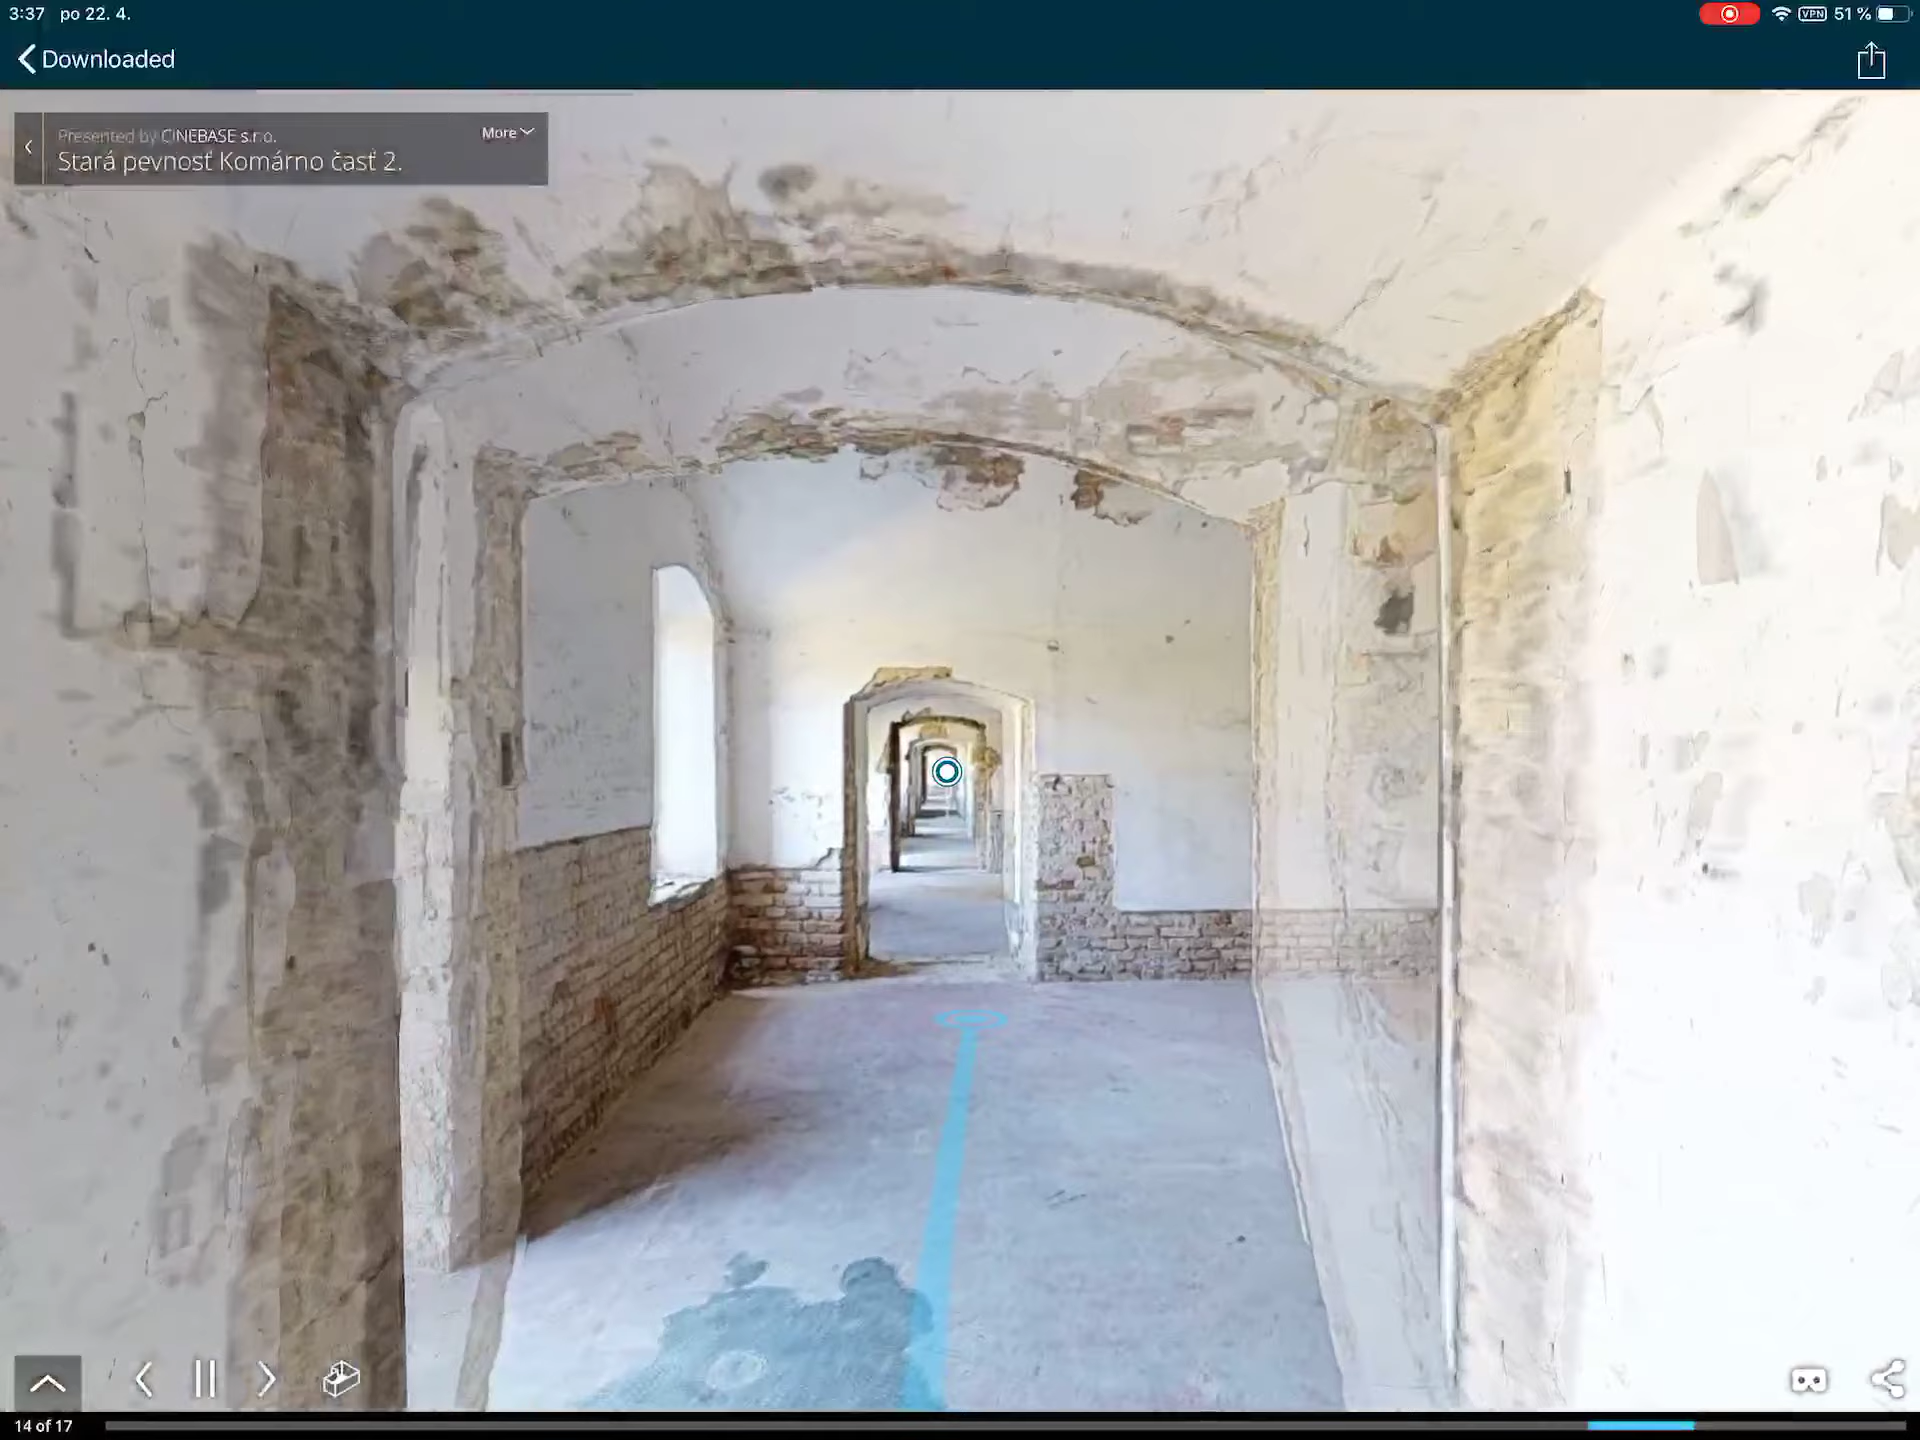 3:37 po 22. 4.
VPN 51 %
Downloaded
Presented by CINEBASE s.r.o.
More
Stará pevnosť Komárno časť 2.
14 of 17